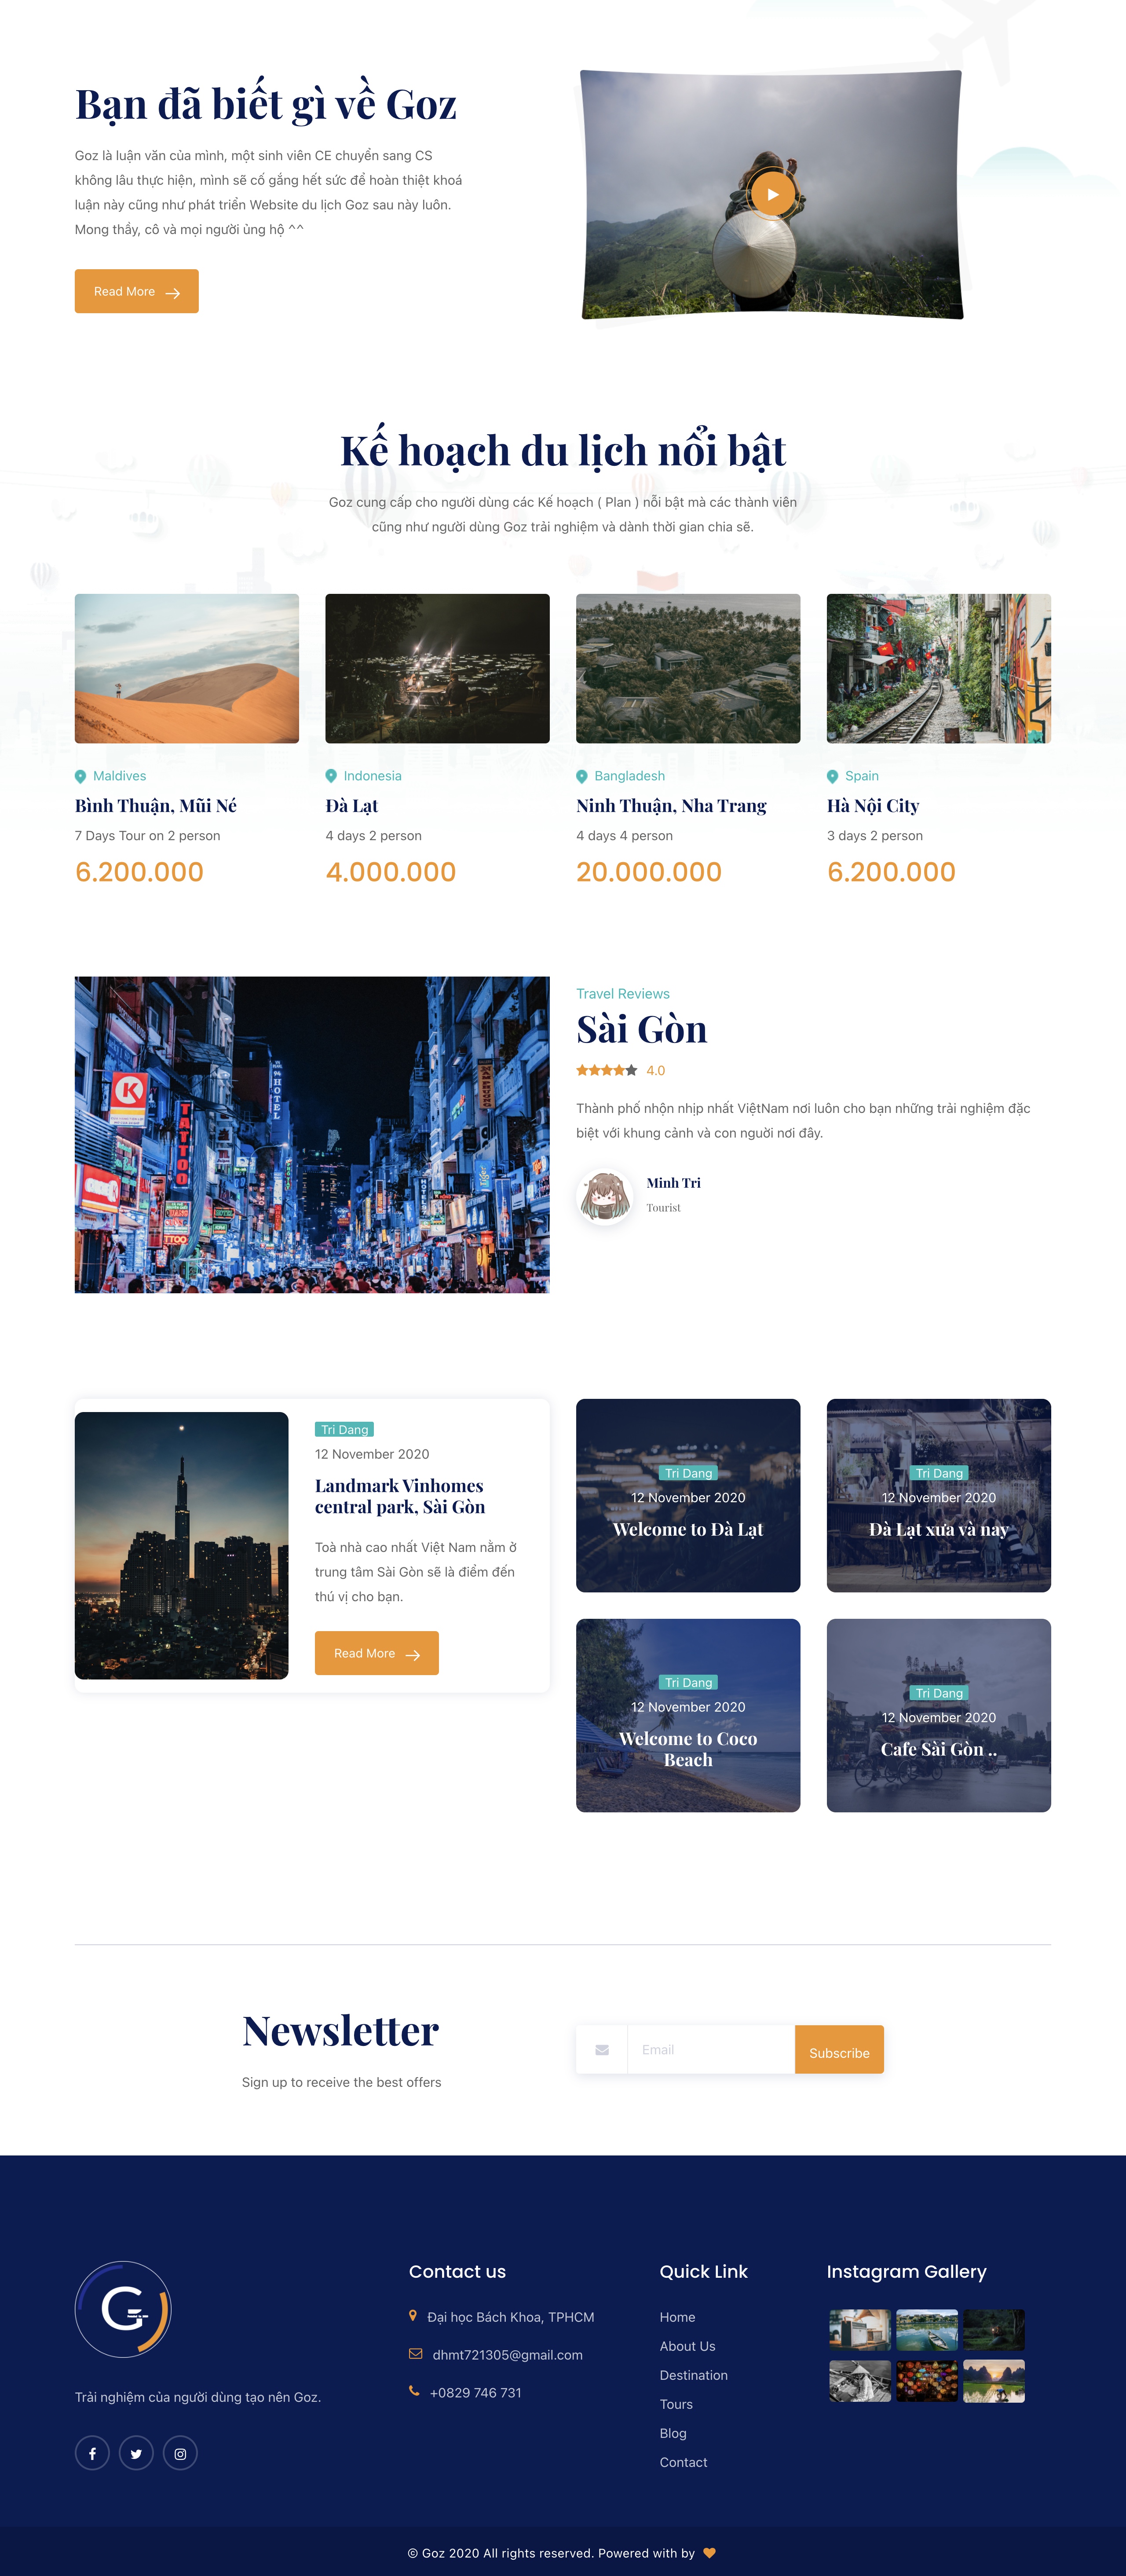 Bạn đã biết gì về Goz
Goz là luận văn của mình, một sinh viên CE chuyển sang CS
không lâu thực hiện, mình sẽ cố gắng hết sức để hoàn thiệt khoá
luận này cũng như phát triển Website du lịch Goz sau này luôn.
Mong thầy, cô và mọi người ủng hộ ^^
Read More
Kế hoạch du lịch nổi bật
Goz cung cấp cho người dùng các Kế hoạch ( Plan ) nỗi bật mà các thành viên
cũng như người dùng Goz trải nghiệm và dành thời gian chia sẽ.
Maldives
Bình Thuận, Mũi Né
7 Days Tour on 2 person
6.200.000
Indonesia
Đà Lạt
4 days 2 person
4.000.000
Bangladesh
Ninh Thuận, Nha Trang
4 days 4 person
20.000.000
Spain
Hà Nội City
3 days 2 person
6.200.000
K
CIRCLE
TATTOO
HOTEL
Tiger
HOTEL
Travel Reviews
Sài Gòn
4.0
Thành phố nhộn nhịp nhất ViệtNam nơi luôn cho bạn những trải nghiệm đặc
biệt với khung cảnh và con nguời nơi đây.
Minh Tri
Tourist
Tri Dang
12 November 2020
Landmark Vinhomes
central park, Sài Gòn
Toà nhà cao nhất Việt Nam nằm ở
trung tâm Sài Gòn sẽ là điểm đến
thú vị cho bạn.
Read More
Tri Dang
12 November 2020
Welcome to Đà Lạt
Tri Dang
12 November 2020
Đà Lạt xưa và nay
Tri Dang
12 November 2020
Welcome to Coco
Beach
Tri Dang
12 November 2020
Cafe Sài Gòn ..
Newsletter
Sign up to receive the best offers
Email
Subscribe
G
Trải nghiệm của người dùng tạo nên Goz.
Contact us
Đại học Bách Khoa, TPHCM
dhmt721305@gmail.com
+0829 746 731
Quick Link
Home
About Us
Destination
Tours
Blog
Contact
Instagram Gallery
© Goz 2020 All rights reserved. Powered with by